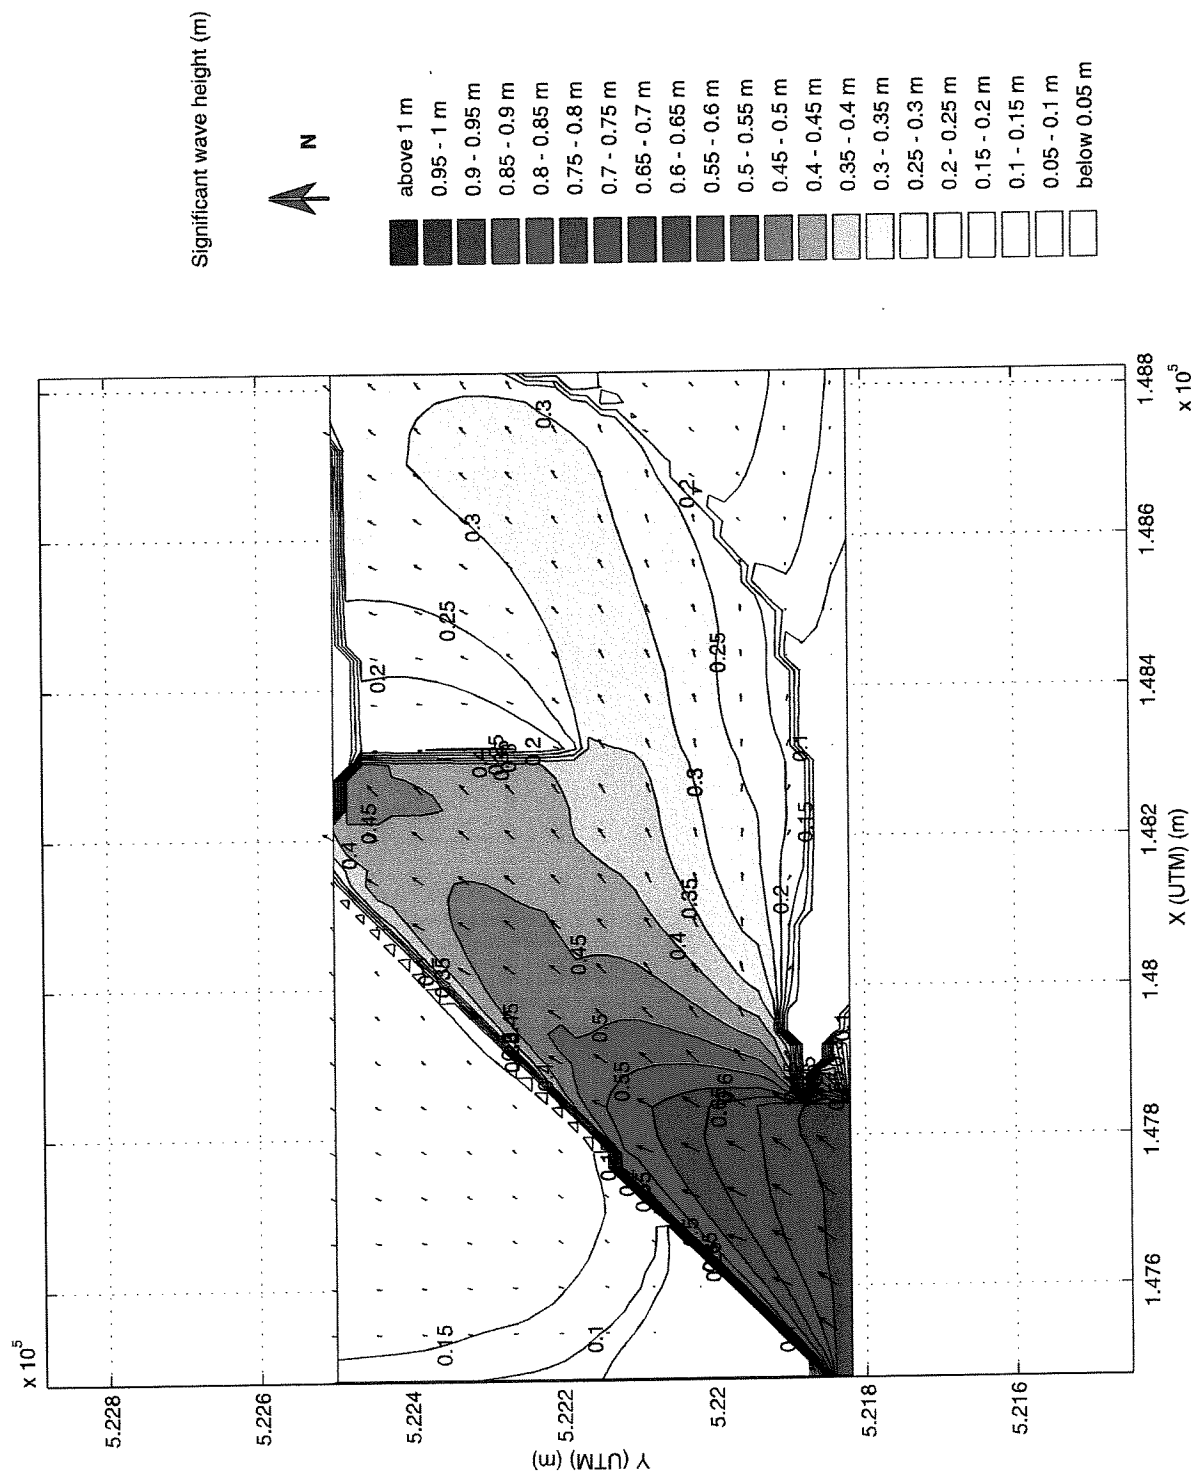 Significant wave height (m)
N
above 1 m
0.95 - 1 m
0.9 - 0.95 m
0.85 - 0.9 m
0.8 - 0.85 m
0.75 - 0.8 m
0.7 - 0.75 m
0.65 - 0.7 m
0.6 - 0.65 m
0.55 - 0.6 m
0.5 - 0.55 m
0.45 - 0.5 m
0.4 - 0.45 m
0.35 - 0.4 m
0.3 - 0.35 m
0.25 - 0.3 m
0.2 - 0.25 m
0.15 - 0.2 m
0.1 - 0.15 m
0.05 - 0.1 m
below 0.05 m
x 10⁵
5.228
5.226
5.224
5.222
5.22
5.218
5.216
Y (UTM) (m)
1.476
1.478
1.48
1.482
1.484
1.486
1.488
x 10⁵
X (UTM) (m)
0.15
0.1
0.45
0.4
0.45
0.5
0.55
0.45
0.4
0.35
0.3
0.2
0.15
0.1
0.2
0.2
0.25
0.3
0.3
0.25
0.2